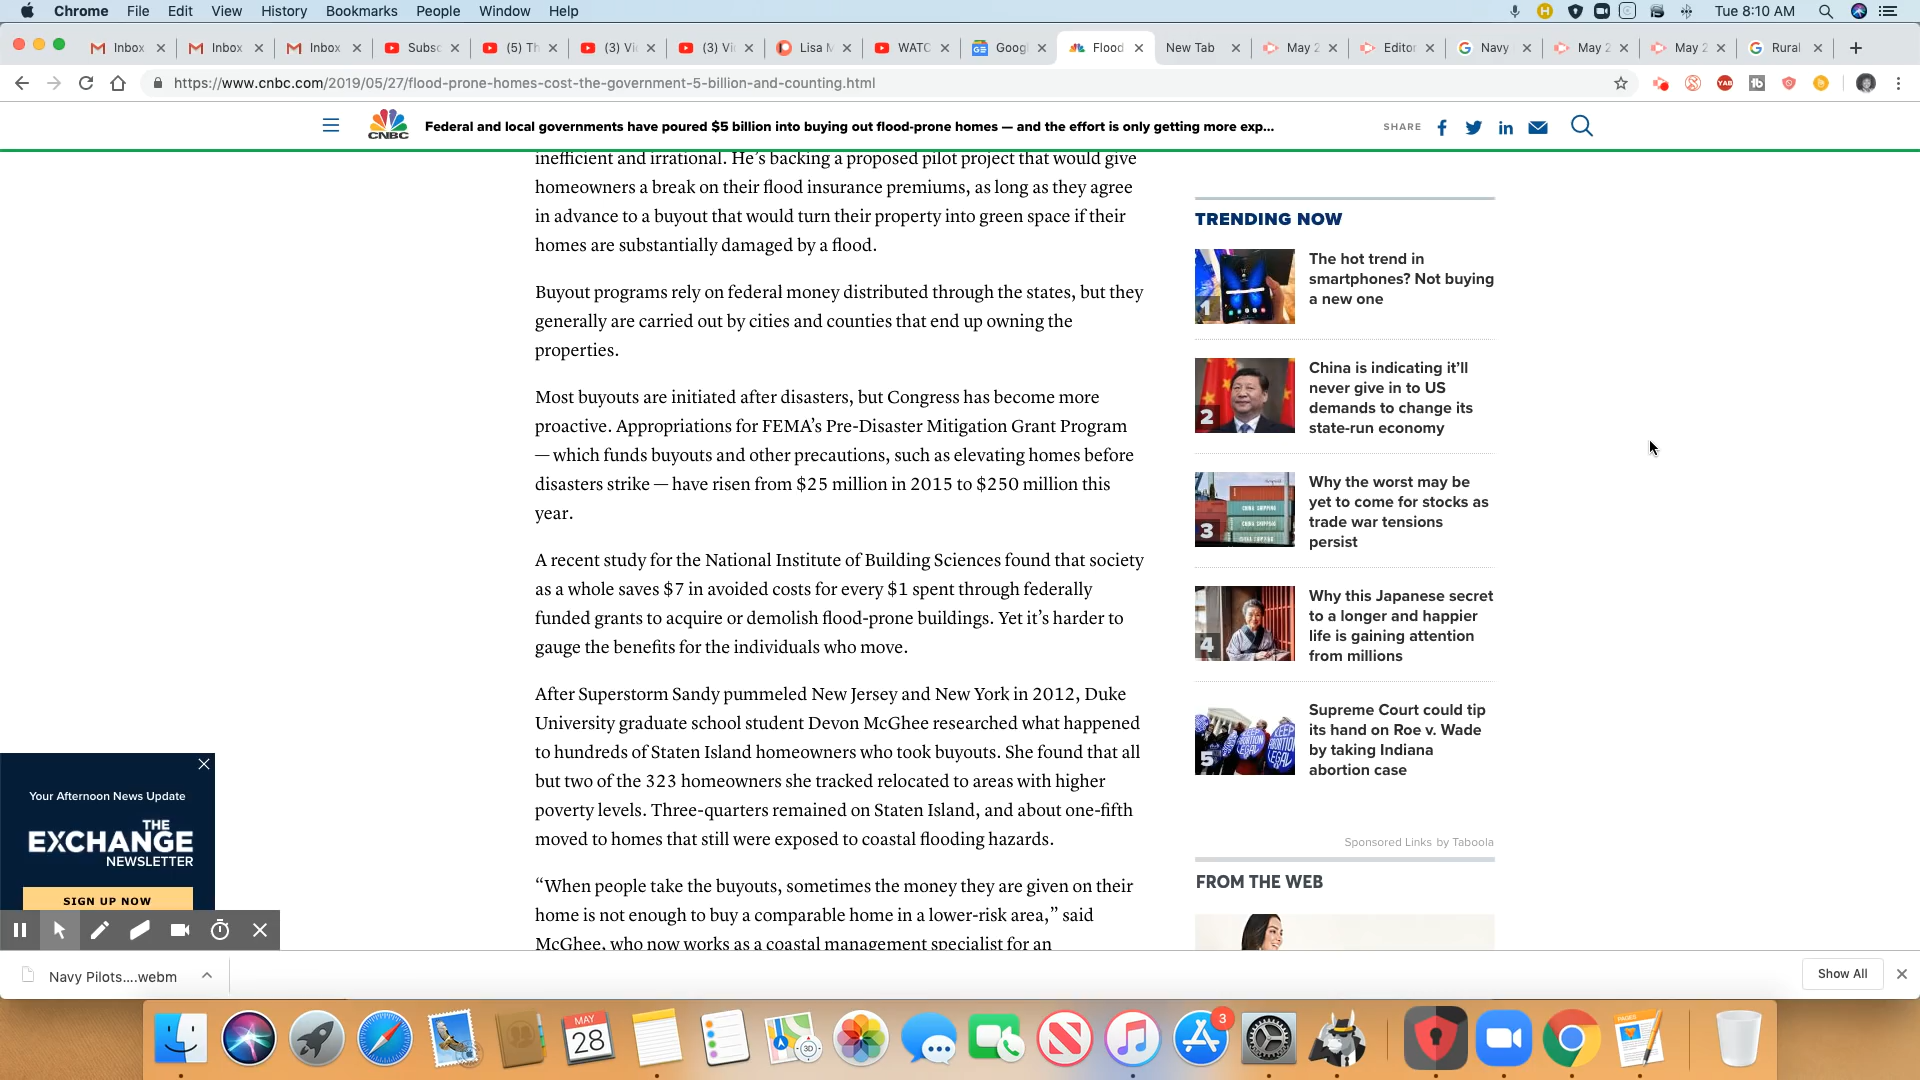 Chrome File Edit View History Bookmarks People Window Help Tue 8:10 AM
Inbox Inbox Inbox Subsc (5) Th (3) Vi (3) Vi Lisa M WATC Googl Flood New Tab May 2 Editor Navy May 2 May 2 Rural
https://www.cnbc.com/2019/05/27/flood-prone-homes-cost-the-government-5-billion-and-counting.html
CNBC Federal and local governments have poured $5 billion into buying out flood-prone homes — and the effort is only getting more exp... SHARE
inefficient and irrational. He’s backing a proposed pilot project that would give
homeowners a break on their flood insurance premiums, as long as they agree
in advance to a buyout that would turn their property into green space if their
homes are substantially damaged by a flood.
Buyout programs rely on federal money distributed through the states, but they
generally are carried out by cities and counties that end up owning the
properties.
Most buyouts are initiated after disasters, but Congress has become more
proactive. Appropriations for FEMA’s Pre-Disaster Mitigation Grant Program
— which funds buyouts and other precautions, such as elevating homes before
disasters strike — have risen from $25 million in 2015 to $250 million this
year.
A recent study for the National Institute of Building Sciences found that society
as a whole saves $7 in avoided costs for every $1 spent through federally
funded grants to acquire or demolish flood-prone buildings. Yet it’s harder to
gauge the benefits for the individuals who move.
After Superstorm Sandy pummeled New Jersey and New York in 2012, Duke
University graduate school student Devon McGhee researched what happened
to hundreds of Staten Island homeowners who took buyouts. She found that all
but two of the 323 homeowners she tracked relocated to areas with higher
poverty levels. Three-quarters remained on Staten Island, and about one-fifth
moved to homes that still were exposed to coastal flooding hazards.
“When people take the buyouts, sometimes the money they are given on their
home is not enough to buy a comparable home in a lower-risk area,” said
McGhee, who now works as a coastal management specialist for an
TRENDING NOW
1
The hot trend in
smartphones? Not buying
a new one
2
China is indicating it’ll
never give in to US
demands to change its
state-run economy
3
CHINA SHIPPING
CHINA SHIPPING
Why the worst may be
yet to come for stocks as
trade war tensions
persist
4
Why this Japanese secret
to a longer and happier
life is gaining attention
from millions
5
KEEP
ABORTION
LEGAL
Supreme Court could tip
its hand on Roe v. Wade
by taking Indiana
abortion case
Sponsored Links by Taboola
FROM THE WEB
Your Afternoon News Update
THE
EXCHANGE
NEWSLETTER
SIGN UP NOW
Navy Pilots....webm
Show All
MAY
28
3D
3
PAGES